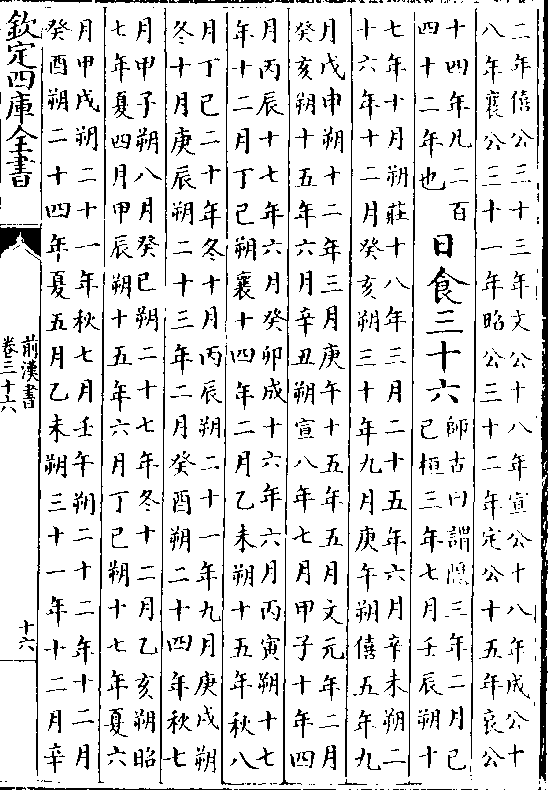 二年僖公三十三年文公十八年宣公十八年成公十
八年襄公三十一年昭公三十二年定公十五年哀公
十四年凡二百
四十二年也
日食三十六
師古曰謂隱三年二月已
已桓三年七月壬辰朔十
七年十月朔莊十八年三月二十五年六月辛未朔二
十六年十二月癸亥朔三十年九月庚午朔僖五年九
月戊申朔十二年三月庚午十五年五月文元年二月
癸亥朔十五年六月辛丑朔宣八年七月甲子十年四
月丙辰十七年六月癸卯成十六年六月丙寅朔十七
年十二月丁已朔襄十四年二月乙未朔十五年秋八
月丁已二十年冬十月丙辰朔二十一年九月庚戌朔
冬十月庚辰朔二十三年二月癸酉朔二十四年秋七
月甲子朔八月癸已朔二十七年冬十二月乙亥朔昭
七年夏四月甲辰朔十五年六月丁已朔十七年夏六
月甲戌朔二十一年秋七月壬午朔二十二年十二月
癸酉朔二十四年夏五月乙未朔三十一年十二月辛
欽定四庫全書
前漢書
卷三十六
十六